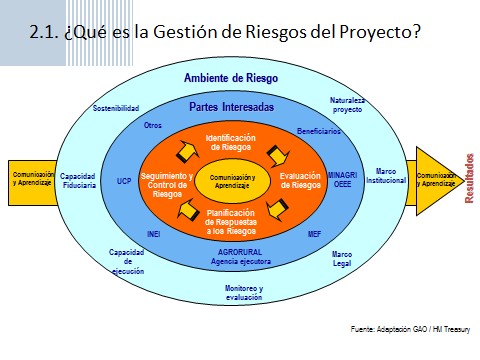 2.1. ¿Qué es la Gestión de Riesgos del Proyecto?
Ambiente de Riesgo
Sostenibilidad
Naturaleza
proyecto
Partes Interesadas
Otros
Beneficiarios
Identificación
de Riesgos
Comunicación
y Aprendizaje
Capacidad
Fiduciaria
UCP
Seguimiento y
Control de
Riesgos
Comunicación y
Aprendizaje
Evaluación
de Riesgos
MINAGRI
OEEE
Marco
Institucional
Comunicación
y Aprendizaje
Resultados
Planificación
de Respuestas
a los Riesgos
INEI
MEF
Capacidad
de
ejecución
AGRORURAL
Agencia ejecutora
Marco
Legal
Monitoreo y
evaluación
Fuente: Adaptación GAO / HM Treasury